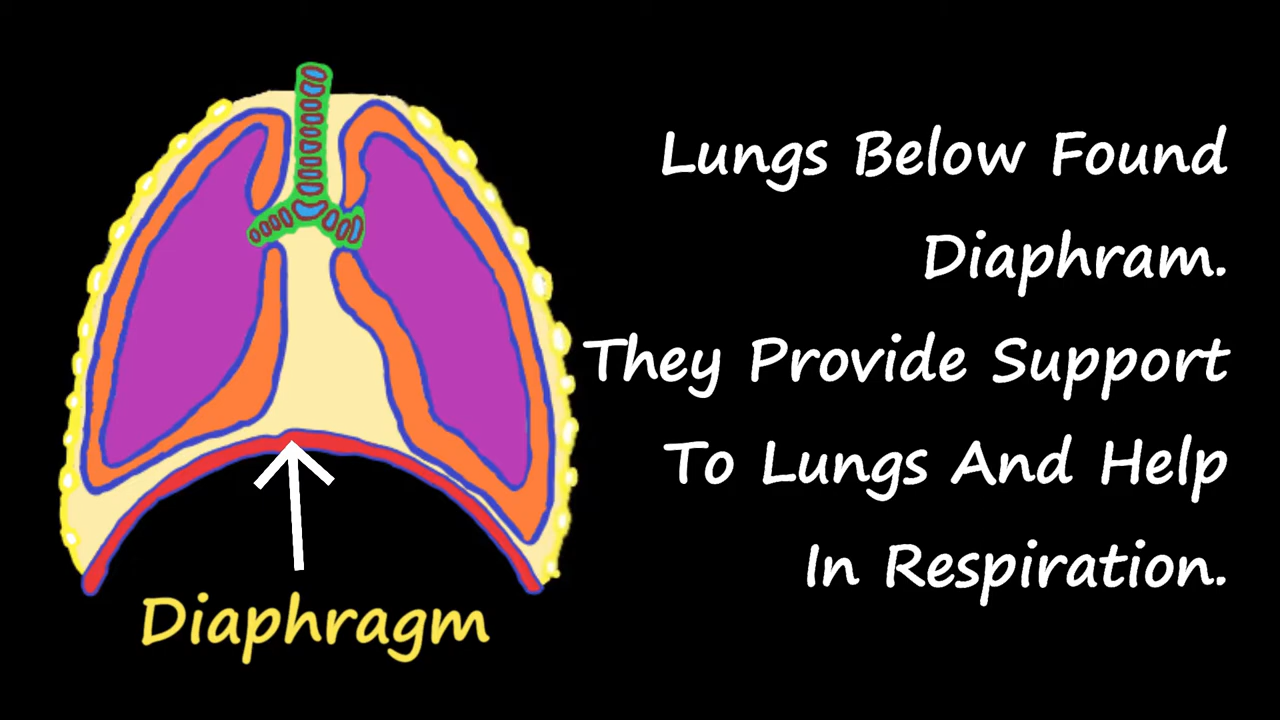 Lungs Below Found
Diaphram.
They Provide Support
To Lungs And Help
In Respiration.
Diaphragm